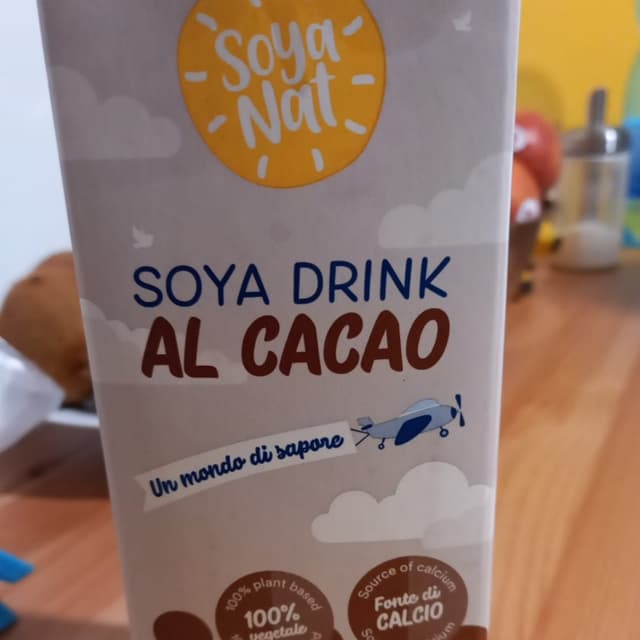 Soya
Nat
SOYA DRINK
AL CACAO
Un mondo di sapore
100% plant based
100%
vegetale
Source of calcium
Fonte di
CALCIO